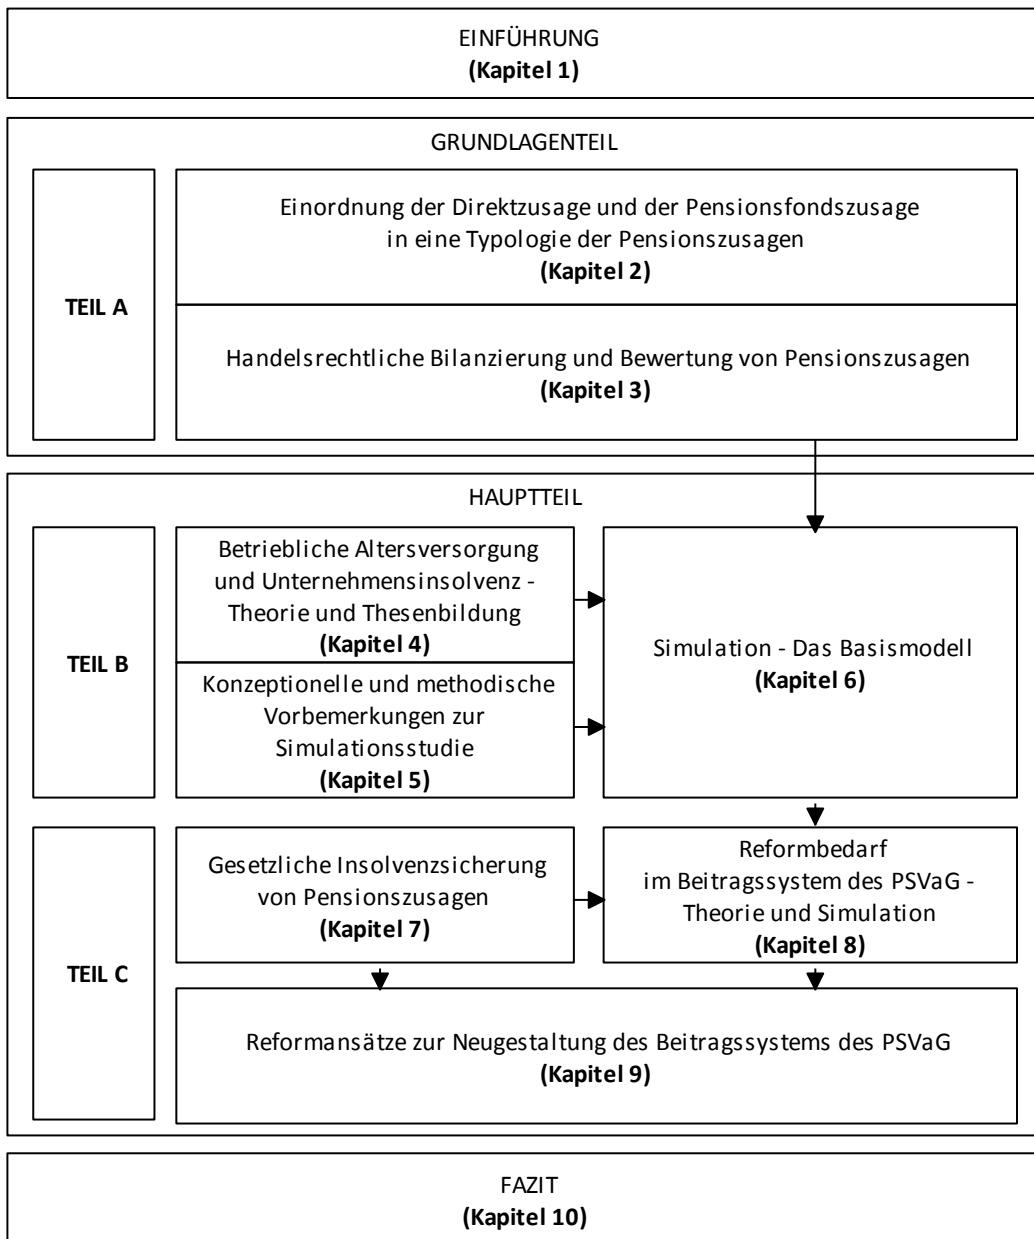 EINFÜHRUNG
(Kapitel 1)
GRUNDLAGENTEIL
TEIL A
Einordnung der Direktzusage und der Pensionsfondszusage
in eine Typologie der Pensionszusagen
(Kapitel 2)
Handelsrechtliche Bilanzierung und Bewertung von Pensionszusagen
(Kapitel 3)
HAUPTTEIL
TEIL B
Betriebliche Altersversorgung
und Unternehmensinsolvenz -
Theorie und Thesenbildung
(Kapitel 4)
Konzeptionelle und methodische
Vorbemerkungen zur
Simulationsstudie
(Kapitel 5)
Simulation - Das Basismodell
(Kapitel 6)
TEIL C
Gesetzliche Insolvenzsicherung
von Pensionszusagen
(Kapitel 7)
Reformbedarf
im Beitragssystem des PSVaG -
Theorie und Simulation
(Kapitel 8)
Reformansätze zur Neugestaltung des Beitragssystems des PSVaG
(Kapitel 9)
FAZIT
(Kapitel 10)